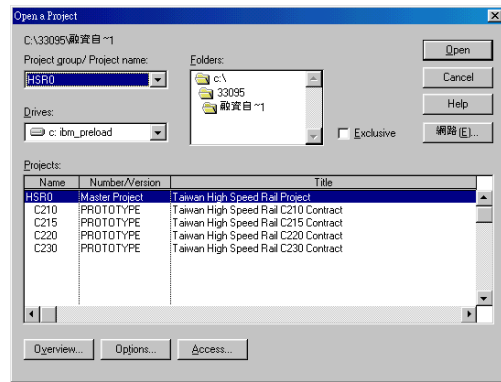 Open a Project
C:\33095\融資自~1
Project group/ Project name:
HSR0
Folders:
c:\
33095
融資自~1
Drives:
c: ibm_preload
Exclusive
Open
Cancel
Help
網路(E)...
Projects:
Name Number/Version Title
HSR0 Master Project Taiwan High Speed Rail Project
C210 PROTOTYPE Taiwan High Speed Rail C210 Contract
C215 PROTOTYPE Taiwan High Speed Rail C215 Contract
C220 PROTOTYPE Taiwan High Speed Rail C220 Contract
C230 PROTOTYPE Taiwan High Speed Rail C230 Contract
Overview... Options... Access...